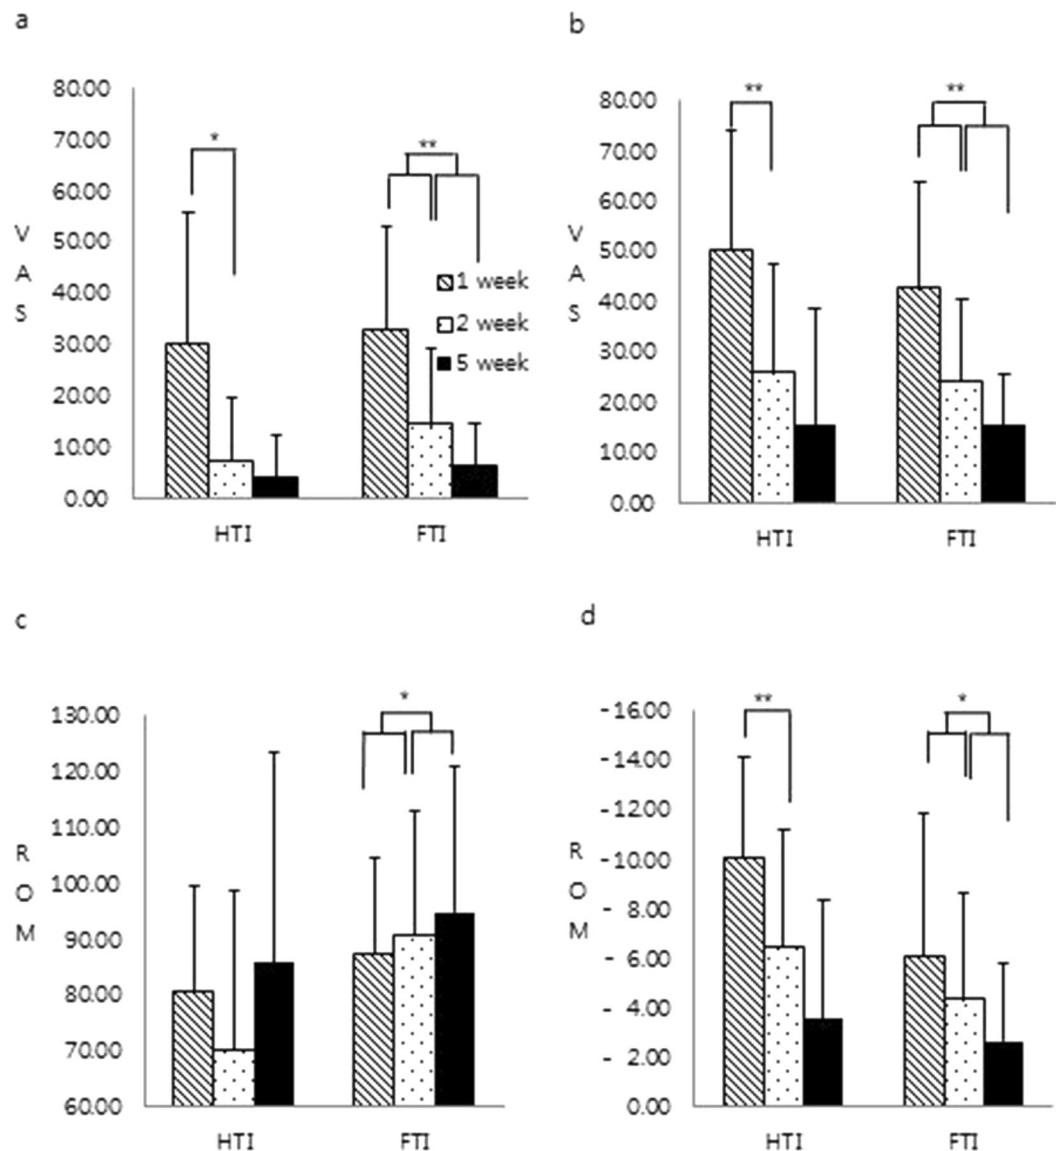 a
80.00
70.00
60.00
50.00
40.00
30.00
20.00
10.00
0.00
V
A
S
*
**
1 week
2 week
5 week
HTI
FTI
b
80.00
70.00
60.00
50.00
40.00
30.00
20.00
10.00
0.00
V
A
S
**
**
HTI
FTI
c
130.00
120.00
110.00
100.00
90.00
80.00
70.00
60.00
R
O
M
*
HTI
FTI
d
-16.00
-14.00
-12.00
-10.00
- 8.00
- 6.00
- 4.00
- 2.00
0.00
R
O
M
**
*
HTI
FTI